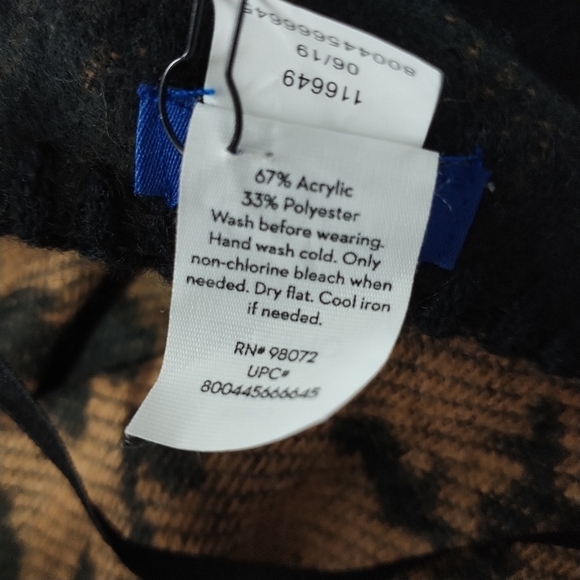 800445666645
06/19
116649
67% Acrylic
33% Polyester
Wash before wearing.
Hand wash cold. Only
non-chlorine bleach when
needed. Dry flat. Cool iron
if needed.
RN# 98072
UPC#
800445666645